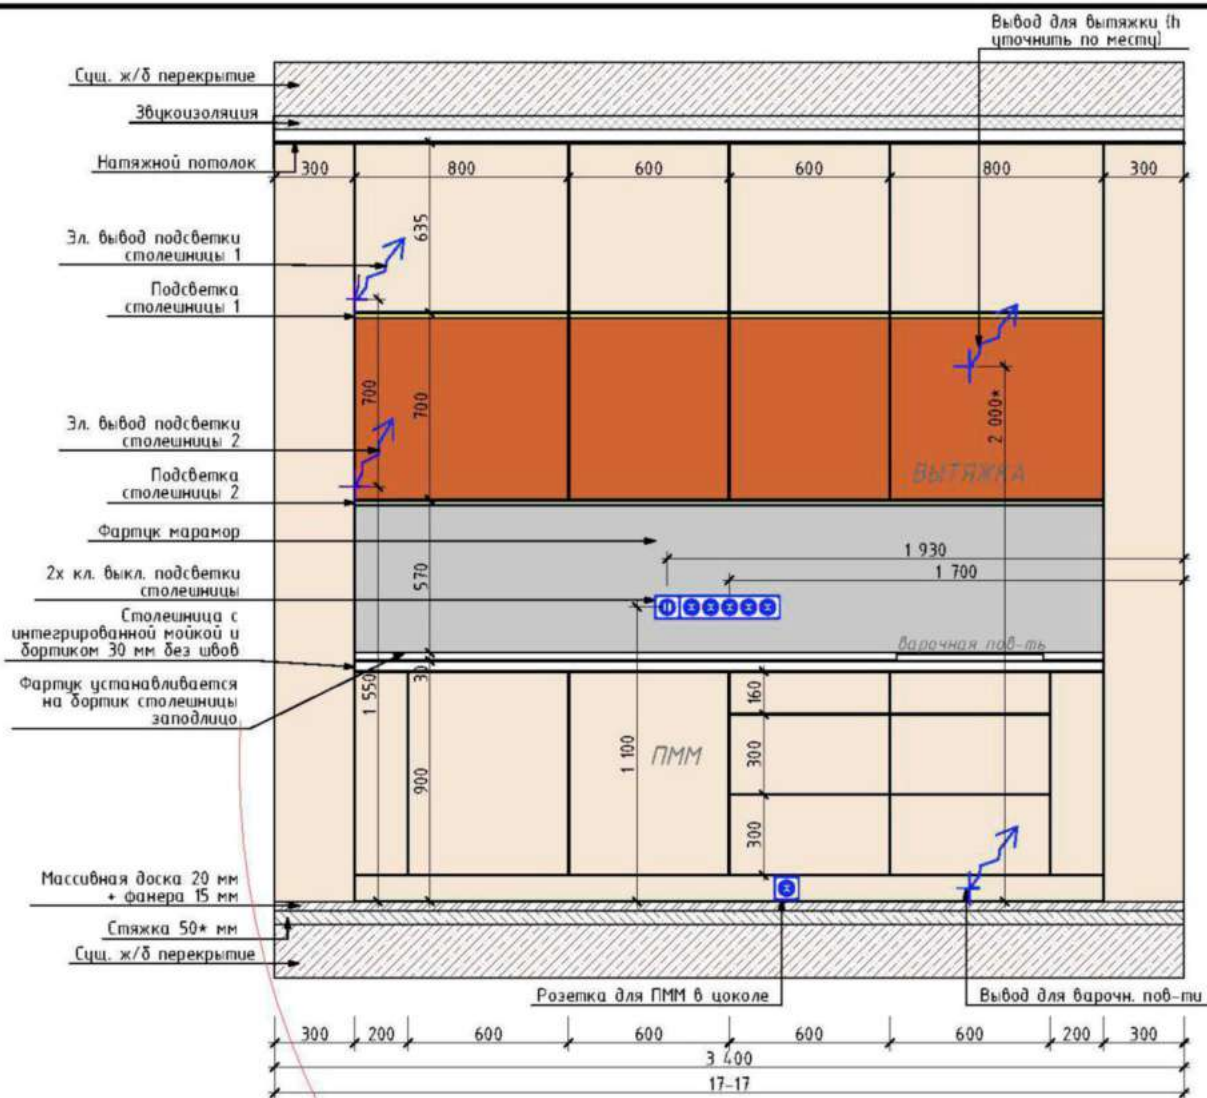 Вывод для вытяжки (h
уточнить по месту)
Сущ. ж/б перекрытие
Звукоизоляция
Натяжной потолок
300
800
600
600
800
300
635
Эл. вывод подсветки
столешницы 1
Подсветка
столешницы 1
700
700
2 000*
Эл. вывод подсветки
столешницы 2
ВЫТЯЖКА
Подсветка
столешницы 2
Фартук марамор
1 930
1 700
2х кл. выкл. подсветки
столешницы
570
Столешница с
интегрированной мойкой и
бортиком 30 мм без швов
варочная пов-ть
Фартук устанавливается
на бортик столешницы
заподлицо
30
1 550
160
1 100
ПММ
300
900
300
Массивная доска 20 мм
+ фанера 15 мм
Стяжка 50* мм
Сущ. ж/б перекрытие
Розетка для ПММ в цоколе
Вывод для варочн. пов-ти
300
200
600
600
600
600
200
300
3 400
17-17